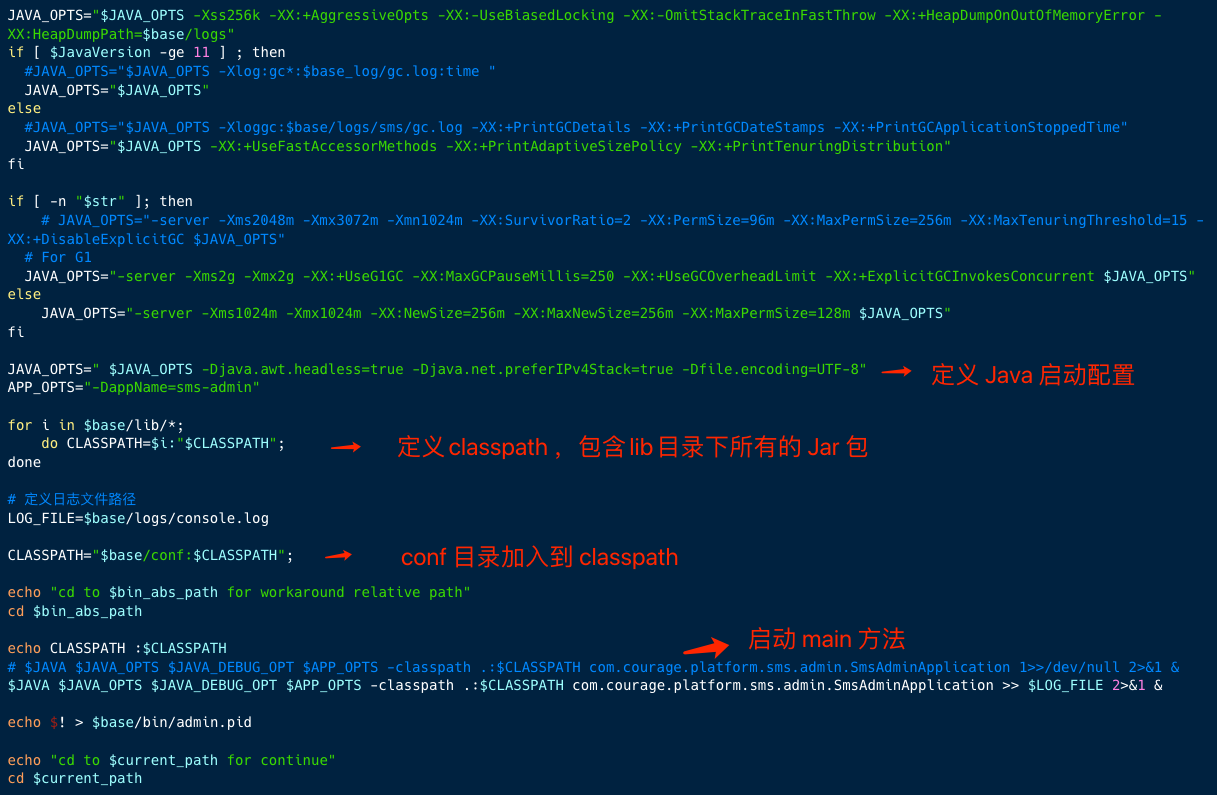 JAVA_OPTS="$JAVA_OPTS -Xss256k -XX:+AggressiveOpts -XX:-UseBiasedLocking -XX:-OmitStackTraceInFastThrow -XX:+HeapDumpOnOutOfMemoryError -
XX:HeapDumpPath=$base/logs"
if [ $JavaVersion -ge 11 ] ; then
  #JAVA_OPTS="$JAVA_OPTS -Xlog:gc*:$base_log/gc.log:time "
  JAVA_OPTS="$JAVA_OPTS"
else
  #JAVA_OPTS="$JAVA_OPTS -Xloggc:$base/logs/sms/gc.log -XX:+PrintGCDetails -XX:+PrintGCDateStamps -XX:+PrintGCApplicationStoppedTime"
  JAVA_OPTS="$JAVA_OPTS -XX:+UseFastAccessorMethods -XX:+PrintAdaptiveSizePolicy -XX:+PrintTenuringDistribution"
fi
if [ -n "$str" ]; then
    # JAVA_OPTS="-server -Xms2048m -Xmx3072m -Xmn1024m -XX:SurvivorRatio=2 -XX:PermSize=96m -XX:MaxPermSize=256m -XX:MaxTenuringThreshold=15 -
XX:+DisableExplicitGC $JAVA_OPTS"
  # For G1
  JAVA_OPTS="-server -Xms2g -Xmx2g -XX:+UseG1GC -XX:MaxGCPauseMillis=250 -XX:+UseGCOverheadLimit -XX:+ExplicitGCInvokesConcurrent $JAVA_OPTS"
else
    JAVA_OPTS="-server -Xms1024m -Xmx1024m -XX:NewSize=256m -XX:MaxNewSize=256m -XX:MaxPermSize=128m $JAVA_OPTS"
fi
JAVA_OPTS=" $JAVA_OPTS -Djava.awt.headless=true -Djava.net.preferIPv4Stack=true -Dfile.encoding=UTF-8"
定义 Java 启动配置
APP_OPTS="-DappName=sms-admin"
for i in $base/lib/*;
    do CLASSPATH=$i:"$CLASSPATH";
定义 classpath ，包含 lib 目录下所有的 Jar 包
done
# 定义日志文件路径
LOG_FILE=$base/logs/console.log
CLASSPATH="$base/conf:$CLASSPATH";
conf 目录加入到 classpath
echo "cd to $bin_abs_path for workaround relative path"
cd $bin_abs_path
echo CLASSPATH :$CLASSPATH
启动 main 方法
# $JAVA $JAVA_OPTS $JAVA_DEBUG_OPT $APP_OPTS -classpath .:$CLASSPATH com.courage.platform.sms.admin.SmsAdminApplication 1>>/dev/null 2>&1 &
$JAVA $JAVA_OPTS $JAVA_DEBUG_OPT $APP_OPTS -classpath .:$CLASSPATH com.courage.platform.sms.admin.SmsAdminApplication >> $LOG_FILE 2>&1 &
echo $! > $base/bin/admin.pid
echo "cd to $current_path for continue"
cd $current_path